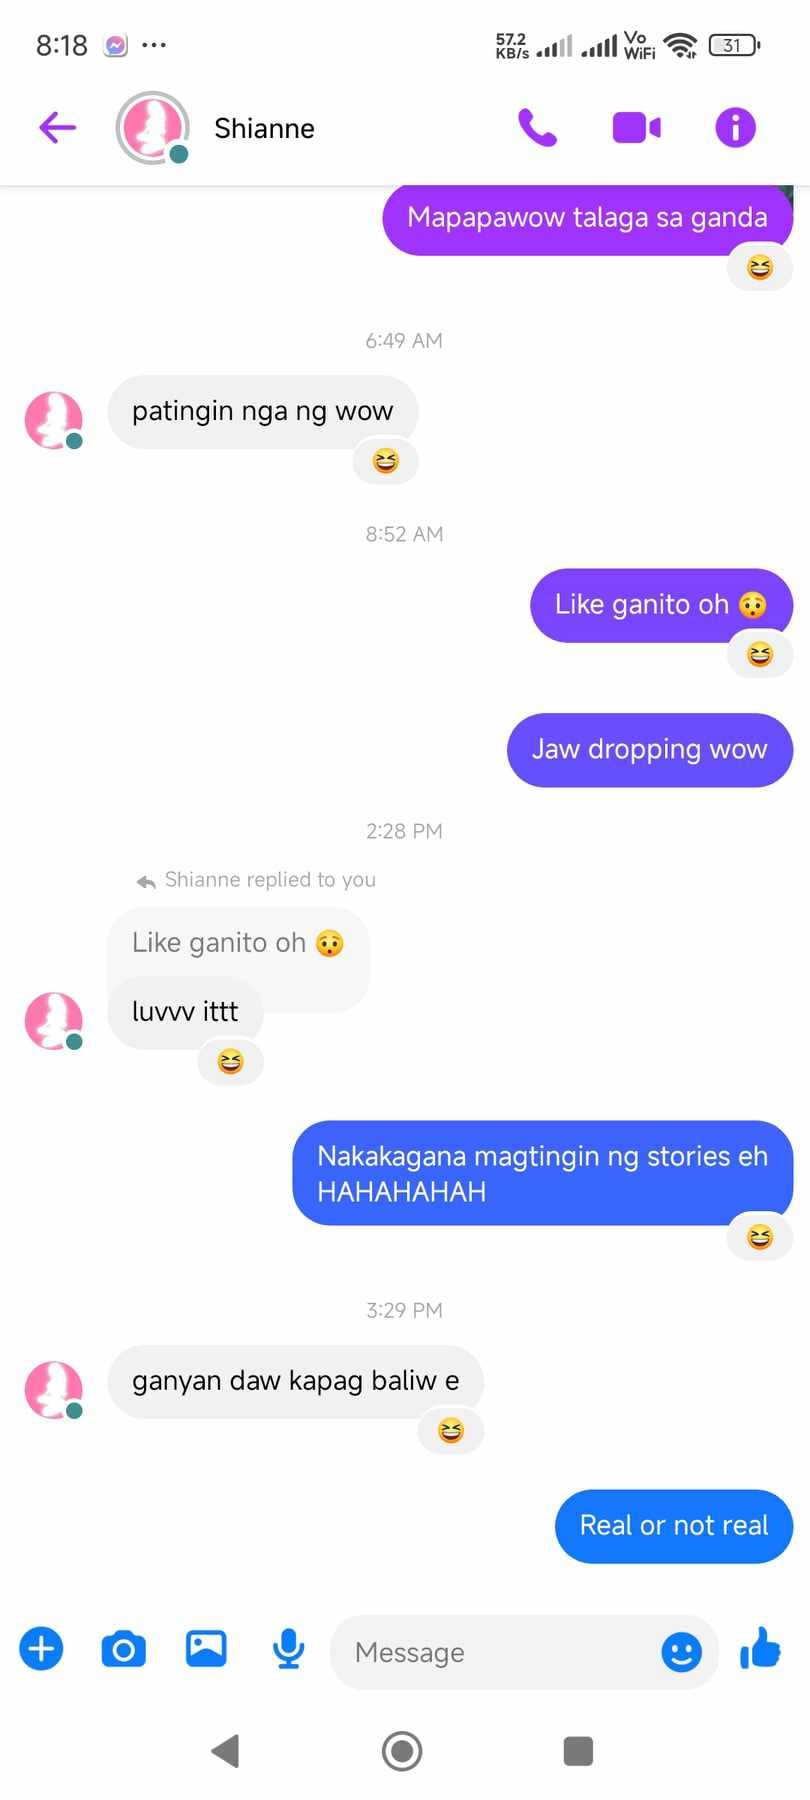 8:18
57.2
KB/s
Vo
WiFi
31
Shianne
Mapapawow talaga sa ganda
6:49 AM
patingin nga ng wow
8:52 AM
Like ganito oh 😯
Jaw dropping wow
2:28 PM
Shianne replied to you
Like ganito oh 😯
luvvv ittt
Nakakagana magtingin ng stories eh
HAHAHAHAH
3:29 PM
ganyan daw kapag baliw e
Real or not real
Message